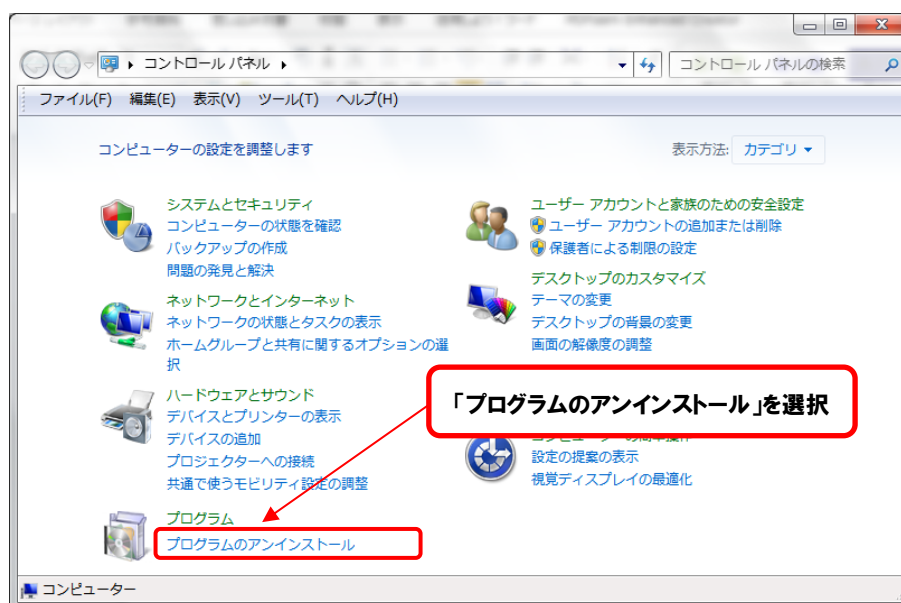 コントロール パネル
コントロール パネルの検索
ファイル(F) 編集(E) 表示(V) ツール(T) ヘルプ(H)
コンピューターの設定を調整します
表示方法: カテゴリ
システムとセキュリティ
コンピューターの状態を確認
バックアップの作成
問題の発見と解決
ネットワークとインターネット
ネットワークの状態とタスクの表示
ホームグループと共有に関するオプションの選
択
ハードウェアとサウンド
デバイスとプリンターの表示
デバイスの追加
プロジェクターへの接続
共通で使うモビリティ設定の調整
プログラム
プログラムのアンインストール
ユーザー アカウントと家族のための安全設定
ユーザー アカウントの追加または削除
保護者による制限の設定
デスクトップのカスタマイズ
テーマの変更
デスクトップの背景の変更
画面の解像度の調整
「プログラムのアンインストール」を選択
設定の提案の表示
視覚ディスプレイの最適化
コンピューター